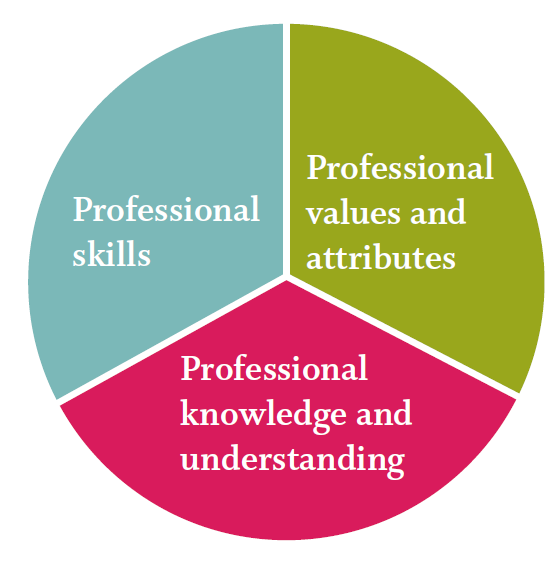 Professional
skills
Professional
values and
attributes
Professional
knowledge and
understanding